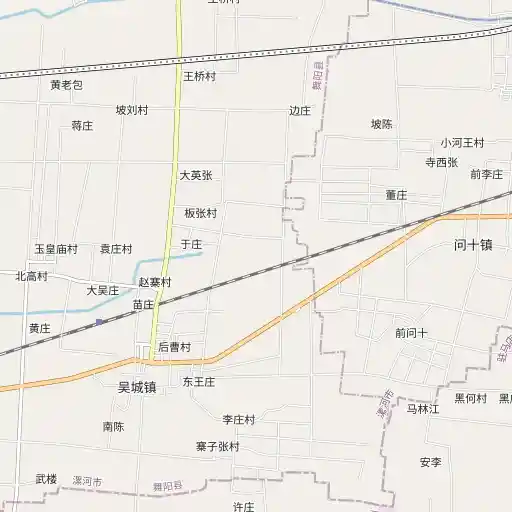 王桥村
舞阳县
王桥村
黄老包
坡刘村
边庄
蒋庄
坡陈
小河王村
寺西张
大英张
前李庄
董庄
板张村
于庄
问十镇
玉皇庙村
袁庄村
北高村
赵寨村
大吴庄
苗庄
黄庄
前问十
后曹村
东王庄
吴城镇
漯河市
黑何村
马林江
李庄村
南陈
寨子张村
安李
武楼
漯河市
舞阳县
许庄